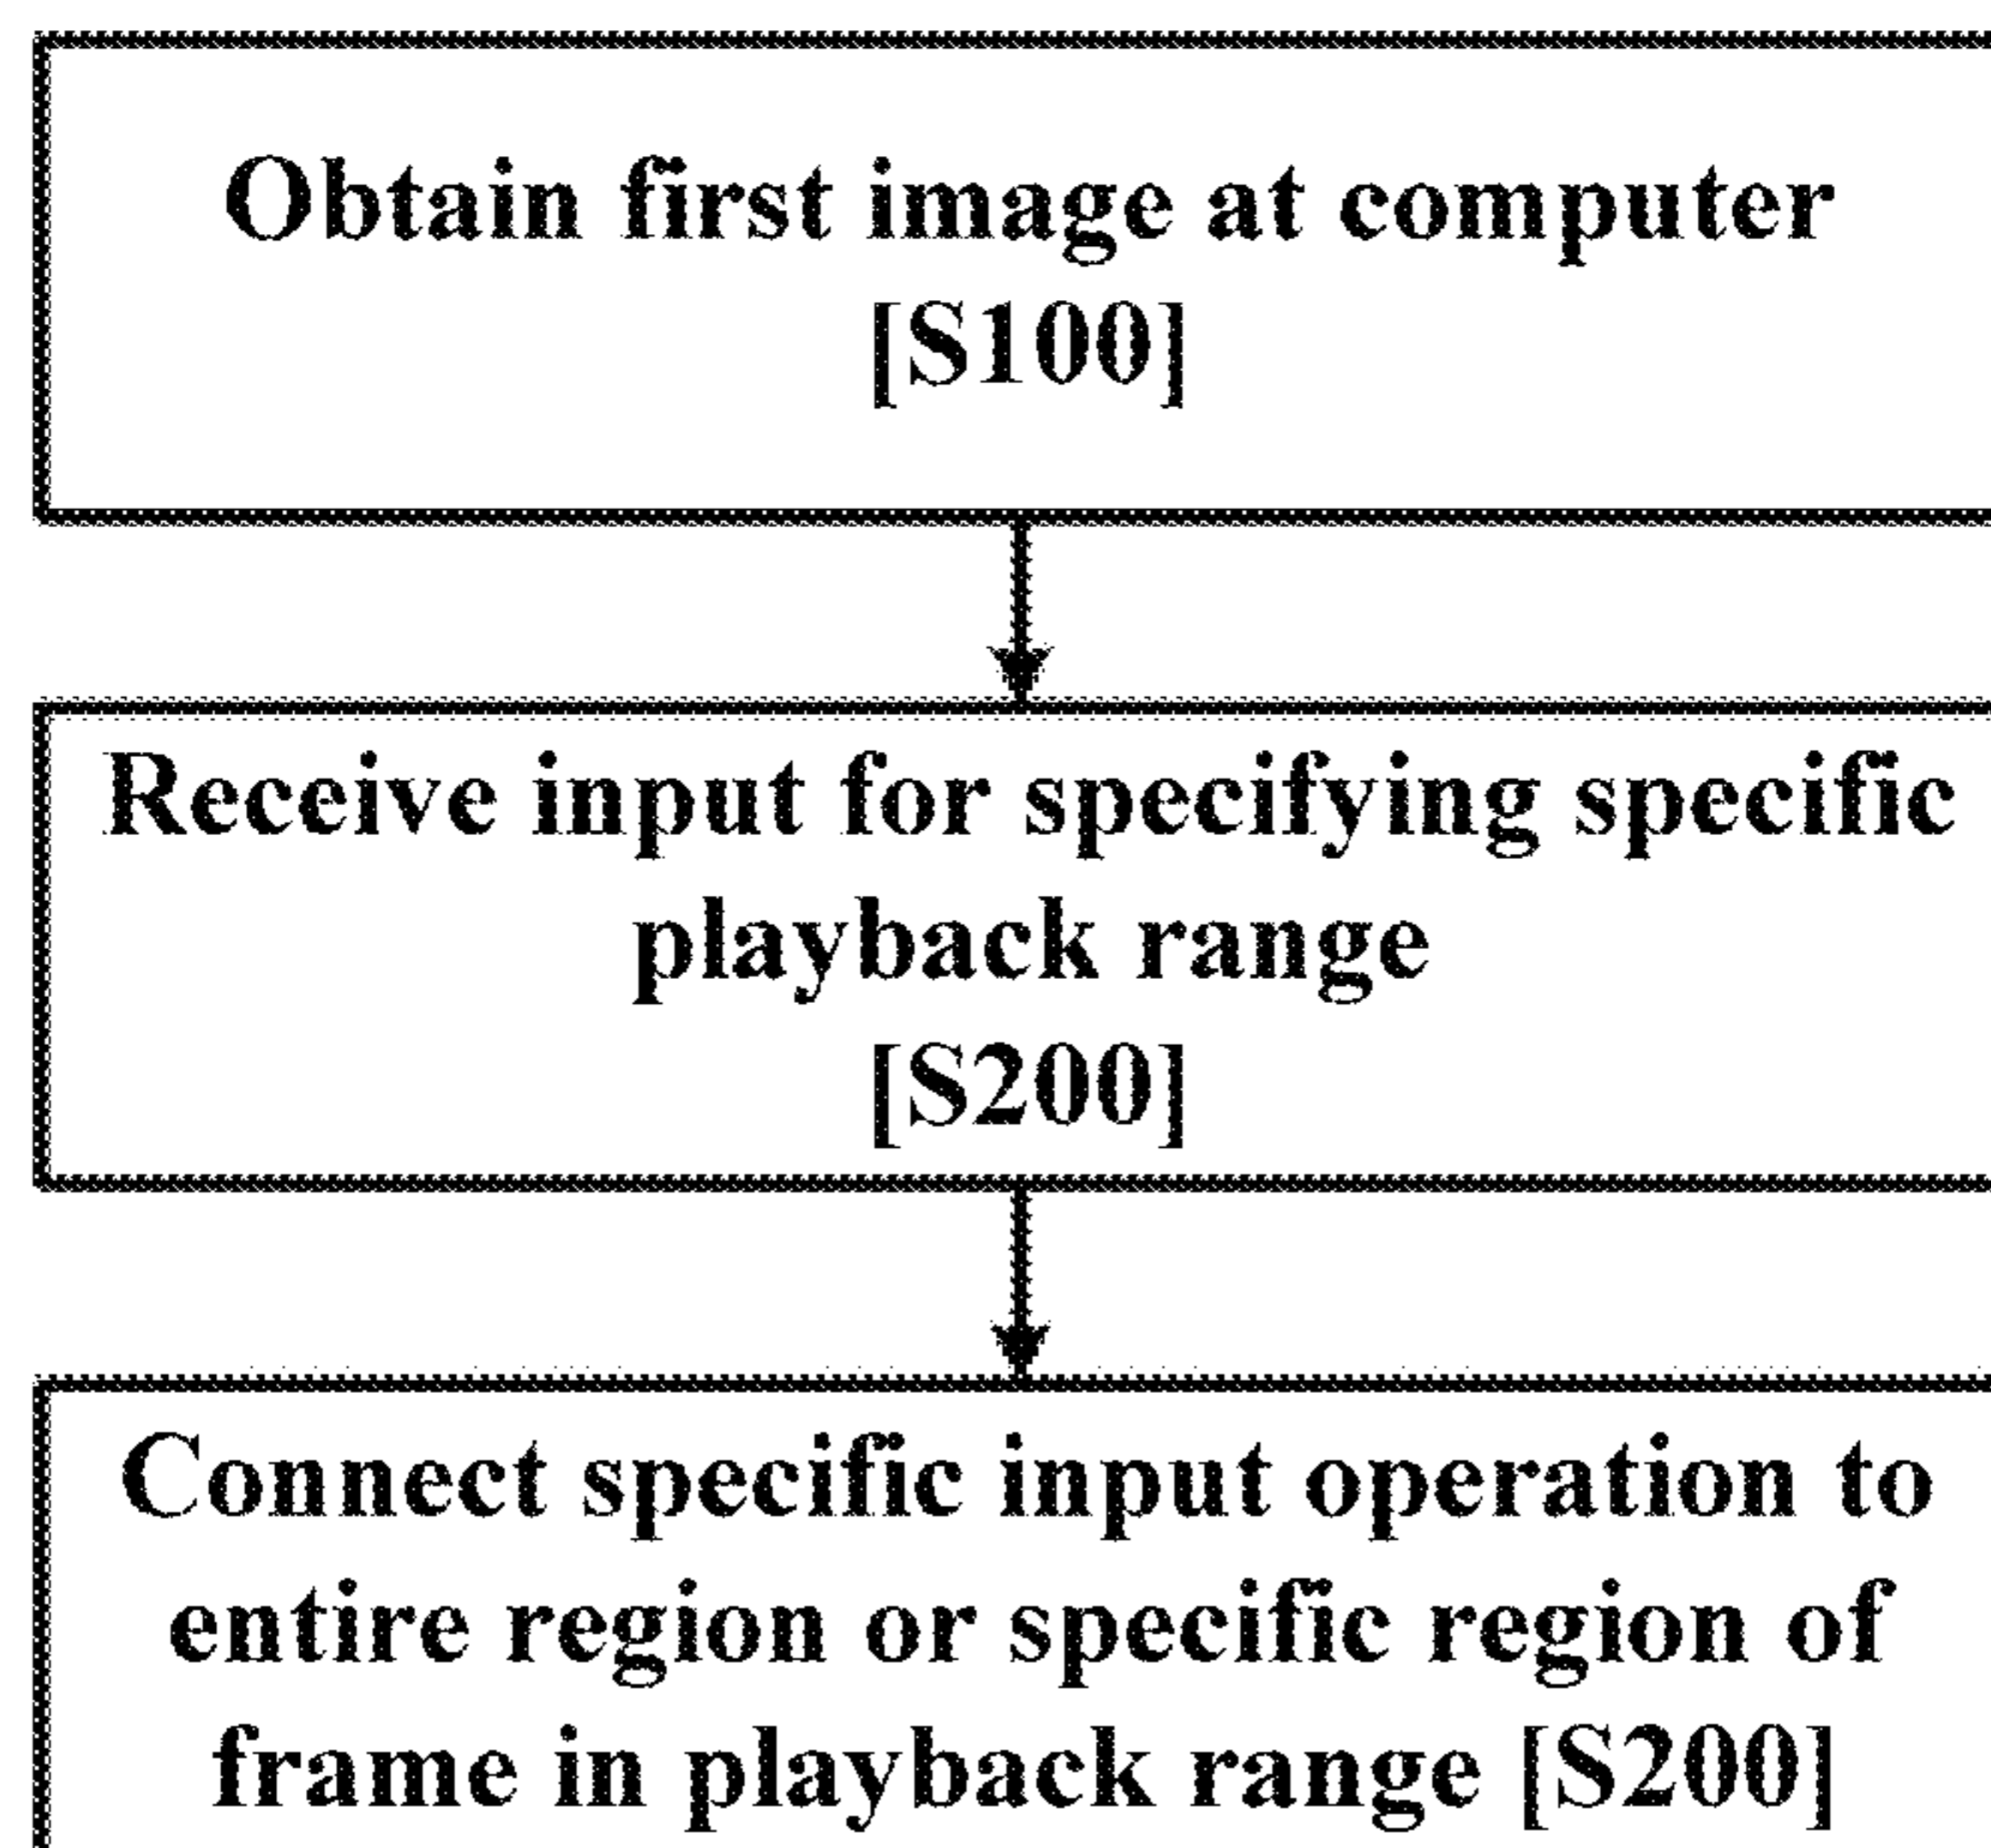 Obtain first image at computer
[S100]
Receive input for specifying specific
playback range
[S200]
Connect specific input operation to
entire region or specific region of
frame in playback range [S200]